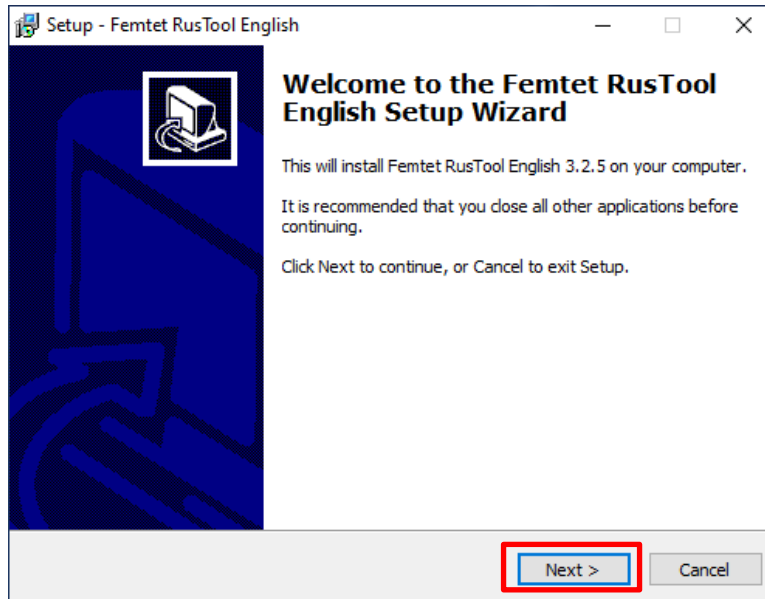 Setup - Femtet RusTool English
Welcome to the Femtet RusTool
English Setup Wizard
This will install Femtet RusTool English 3.2.5 on your computer.
It is recommended that you close all other applications before
continuing.
Click Next to continue, or Cancel to exit Setup.
Next >
Cancel